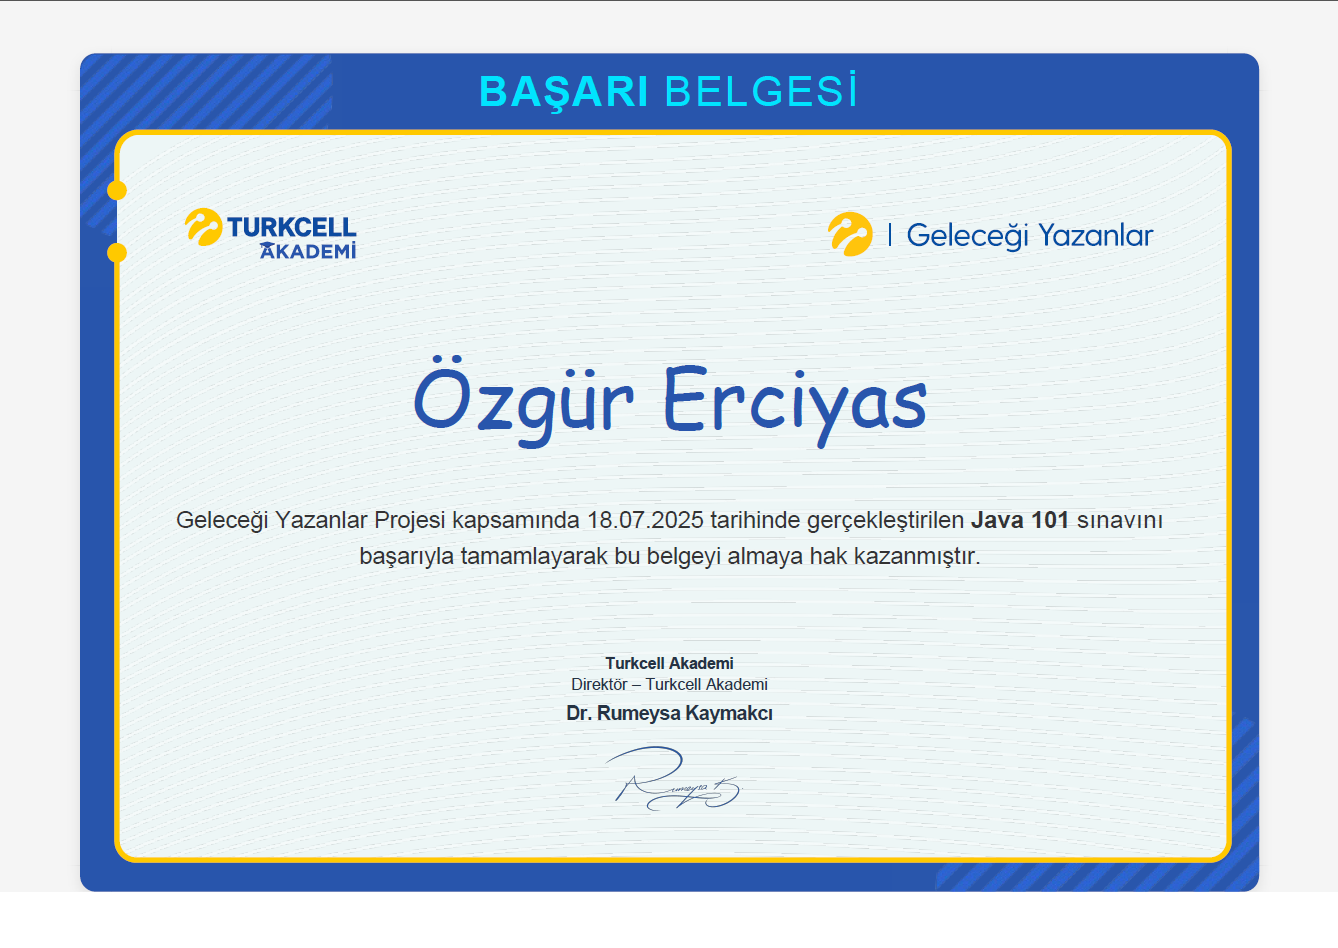 BAŞARI BELGESİ
TURKCELL
AKADEMİ
Geleceği Yazanlar
Özgür Erciyas
Geleceği Yazanlar Projesi kapsamında 18.07.2025 tarihinde gerçekleştirilen Java 101 sınavını
başarıyla tamamlayarak bu belgeyi almaya hak kazanmıştır.
Turkcell Akademi
Direktör – Turkcell Akademi
Dr. Rumeysa Kaymakcı
Rumeysa K